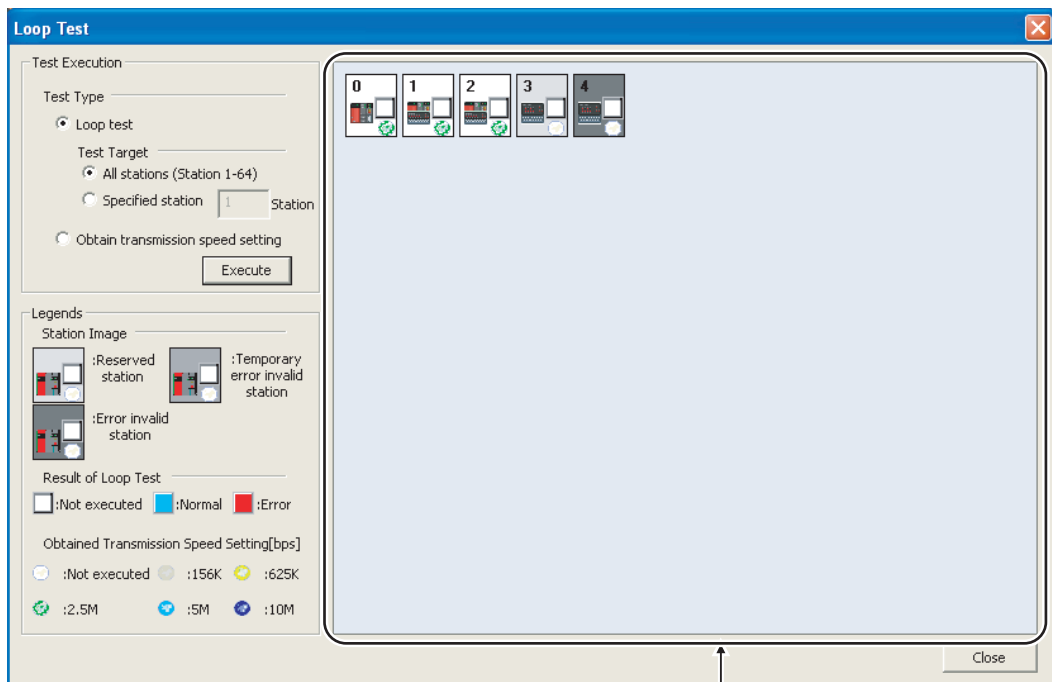 Loop Test
Test Execution
Test Type
Loop test
Test Target
All stations (Station 1-64)
Specified station 1 Station
Obtain transmission speed setting
Execute
Legends
Station Image
:Reserved station
:Temporary error invalid station
:Error invalid station
Result of Loop Test
:Not executed :Normal :Error
Obtained Transmission Speed Setting[bps]
:Not executed :156K :625K
:2.5M :5M :10M
0 1 2 3 4
Close